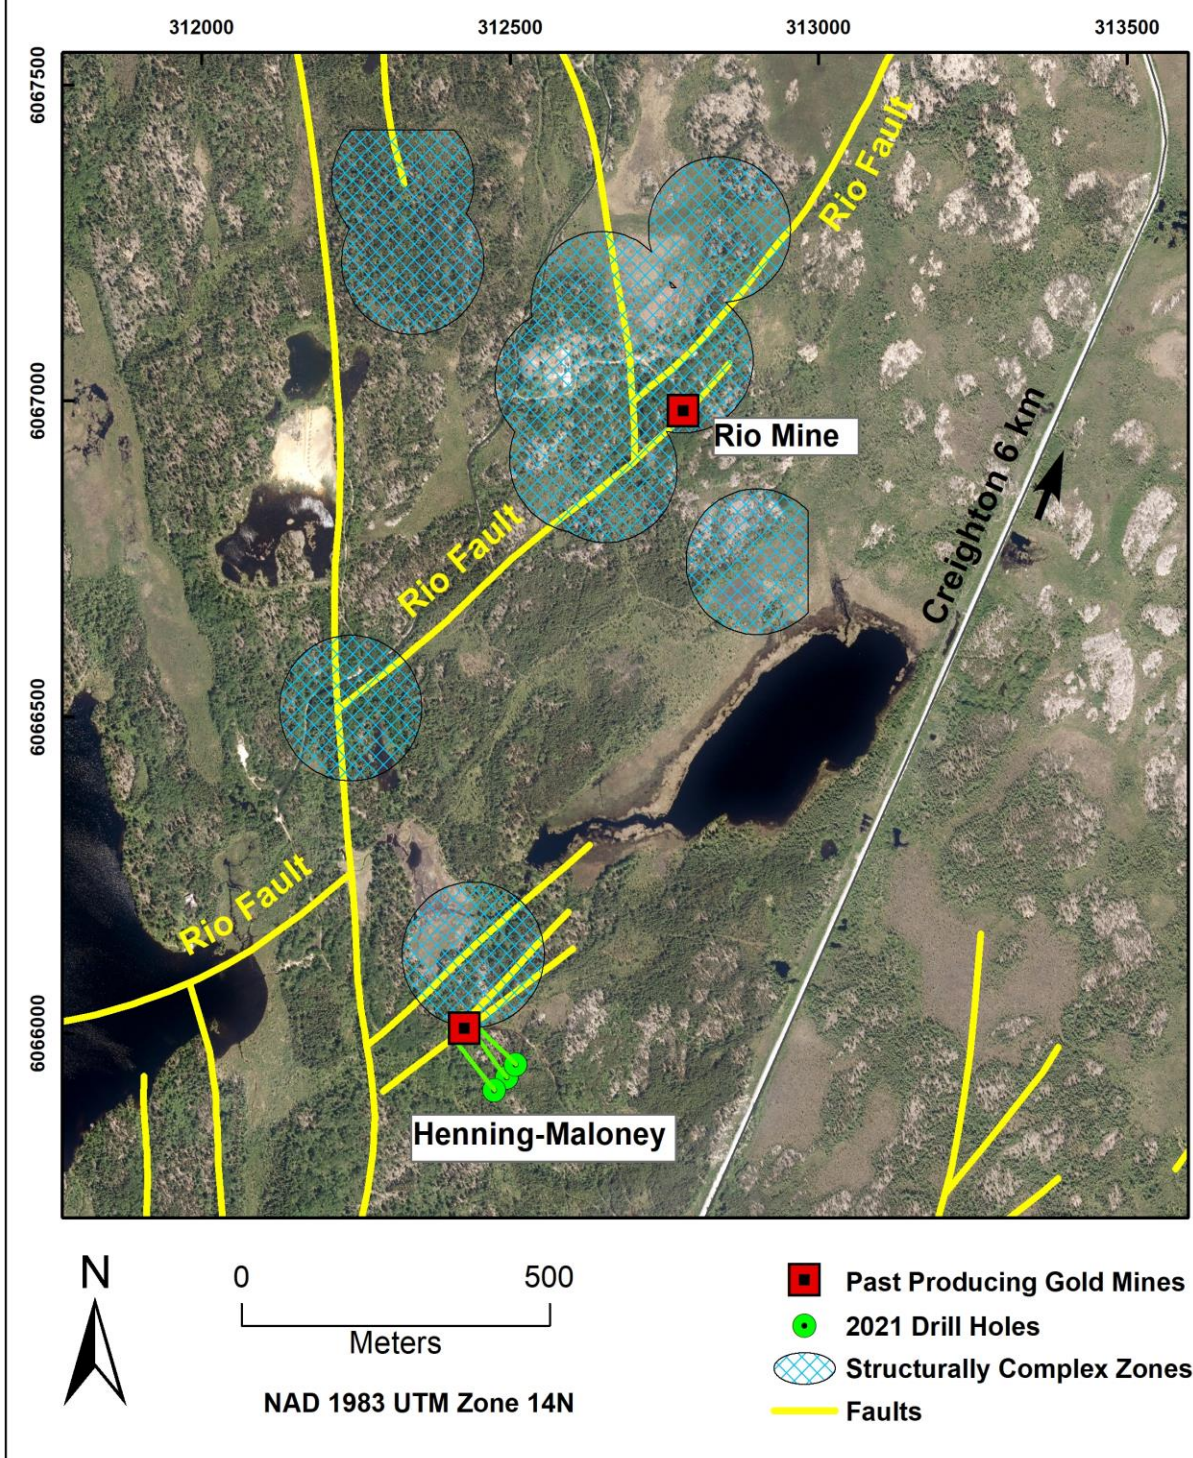 312000
312500
313000
313500
6067500
6067000
6066500
6066000
Rio Fault
Rio Mine
Creighton 6 km
Rio Fault
Rio Fault
Henning-Maloney
N
0
500
Meters
NAD 1983 UTM Zone 14N
Past Producing Gold Mines
2021 Drill Holes
Structurally Complex Zones
Faults